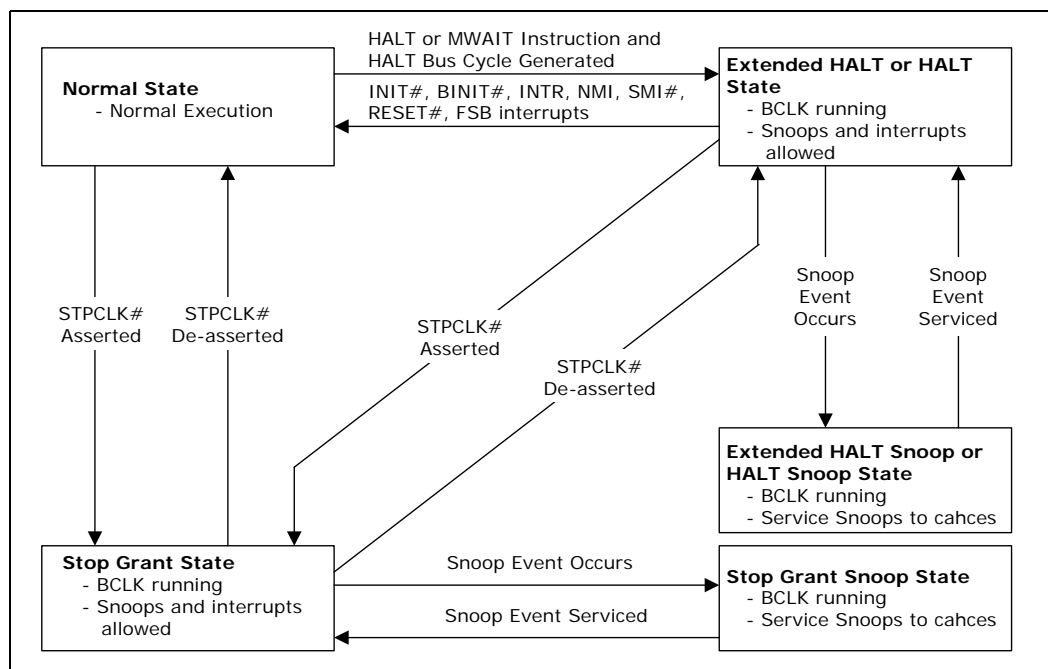 HALT or MWAIT Instruction and
HALT Bus Cycle Generated
Normal State
- Normal Execution
INIT#, BINIT#, INTR, NMI, SMI#,
RESET#, FSB interrupts
Extended HALT or HALT
State
- BCLK running
- Snoops and interrupts
allowed
STPCLK#
Asserted
STPCLK#
De-asserted
STPCLK#
Asserted
STPCLK#
De-asserted
Snoop
Event
Occurs
Snoop
Event
Serviced
Extended HALT Snoop or
HALT Snoop State
- BCLK running
- Service Snoops to cahces
Stop Grant State
- BCLK running
- Snoops and interrupts
allowed
Snoop Event Occurs
Snoop Event Serviced
Stop Grant Snoop State
- BCLK running
- Service Snoops to cahces